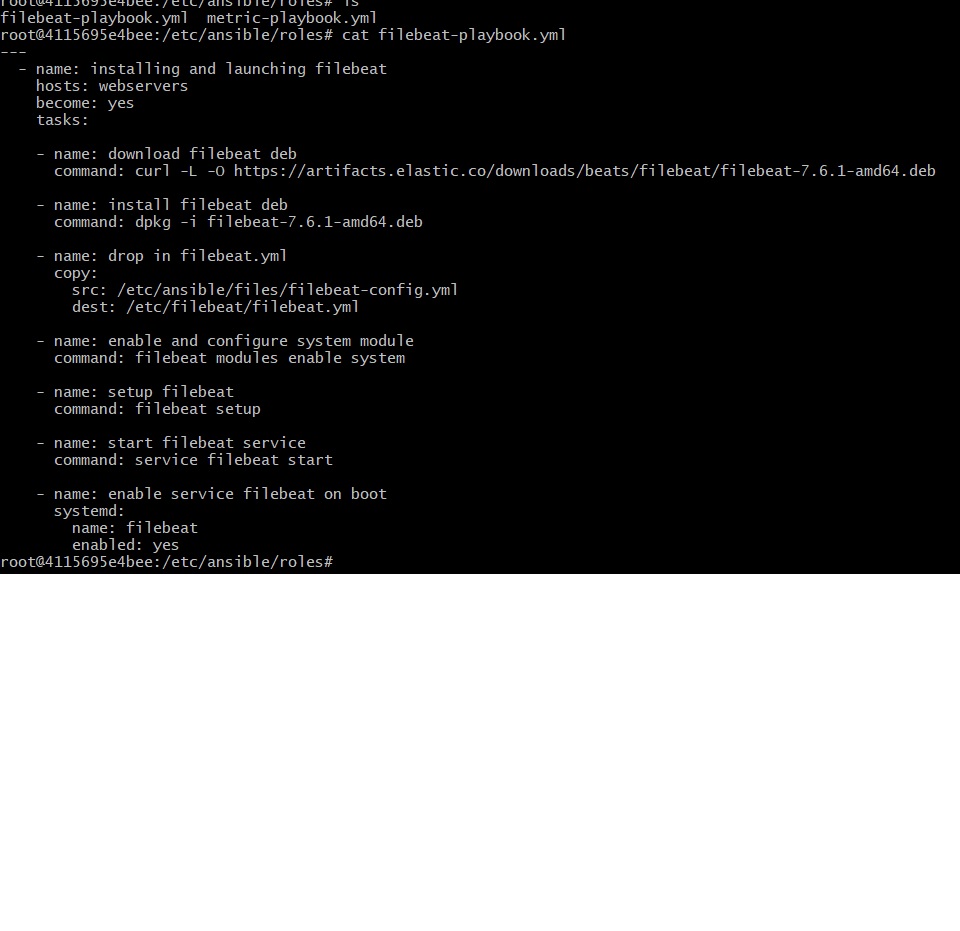 root@4115695e4bee:/etc/ansible/roles# ls
filebeat-playbook.yml  metric-playbook.yml
root@4115695e4bee:/etc/ansible/roles# cat filebeat-playbook.yml
---
  - name: installing and launching filebeat
    hosts: webservers
    become: yes
    tasks:

    - name: download filebeat deb
      command: curl -L -O https://artifacts.elastic.co/downloads/beats/filebeat/filebeat-7.6.1-amd64.deb

    - name: install filebeat deb
      command: dpkg -i filebeat-7.6.1-amd64.deb

    - name: drop in filebeat.yml
      copy:
        src: /etc/ansible/files/filebeat-config.yml
        dest: /etc/filebeat/filebeat.yml

    - name: enable and configure system module
      command: filebeat modules enable system

    - name: setup filebeat
      command: filebeat setup

    - name: start filebeat service
      command: service filebeat start

    - name: enable service filebeat on boot
      systemd:
        name: filebeat
        enabled: yes
root@4115695e4bee:/etc/ansible/roles#